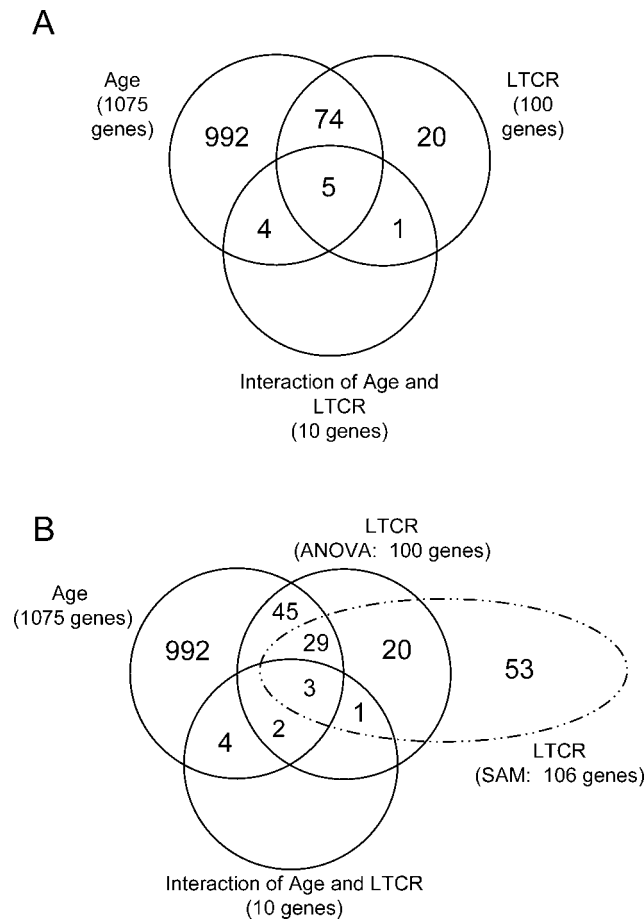 A
Age
(1075
genes)
LTCR
(100
genes)
992
74
20
5
4
1
Interaction of Age and
LTCR
(10 genes)
B
LTCR
(ANOVA: 100 genes)
Age
(1075 genes)
45
29
992
20
53
3
1
2
4
LTCR
(SAM: 106 genes)
Interaction of Age and LTCR
(10 genes)